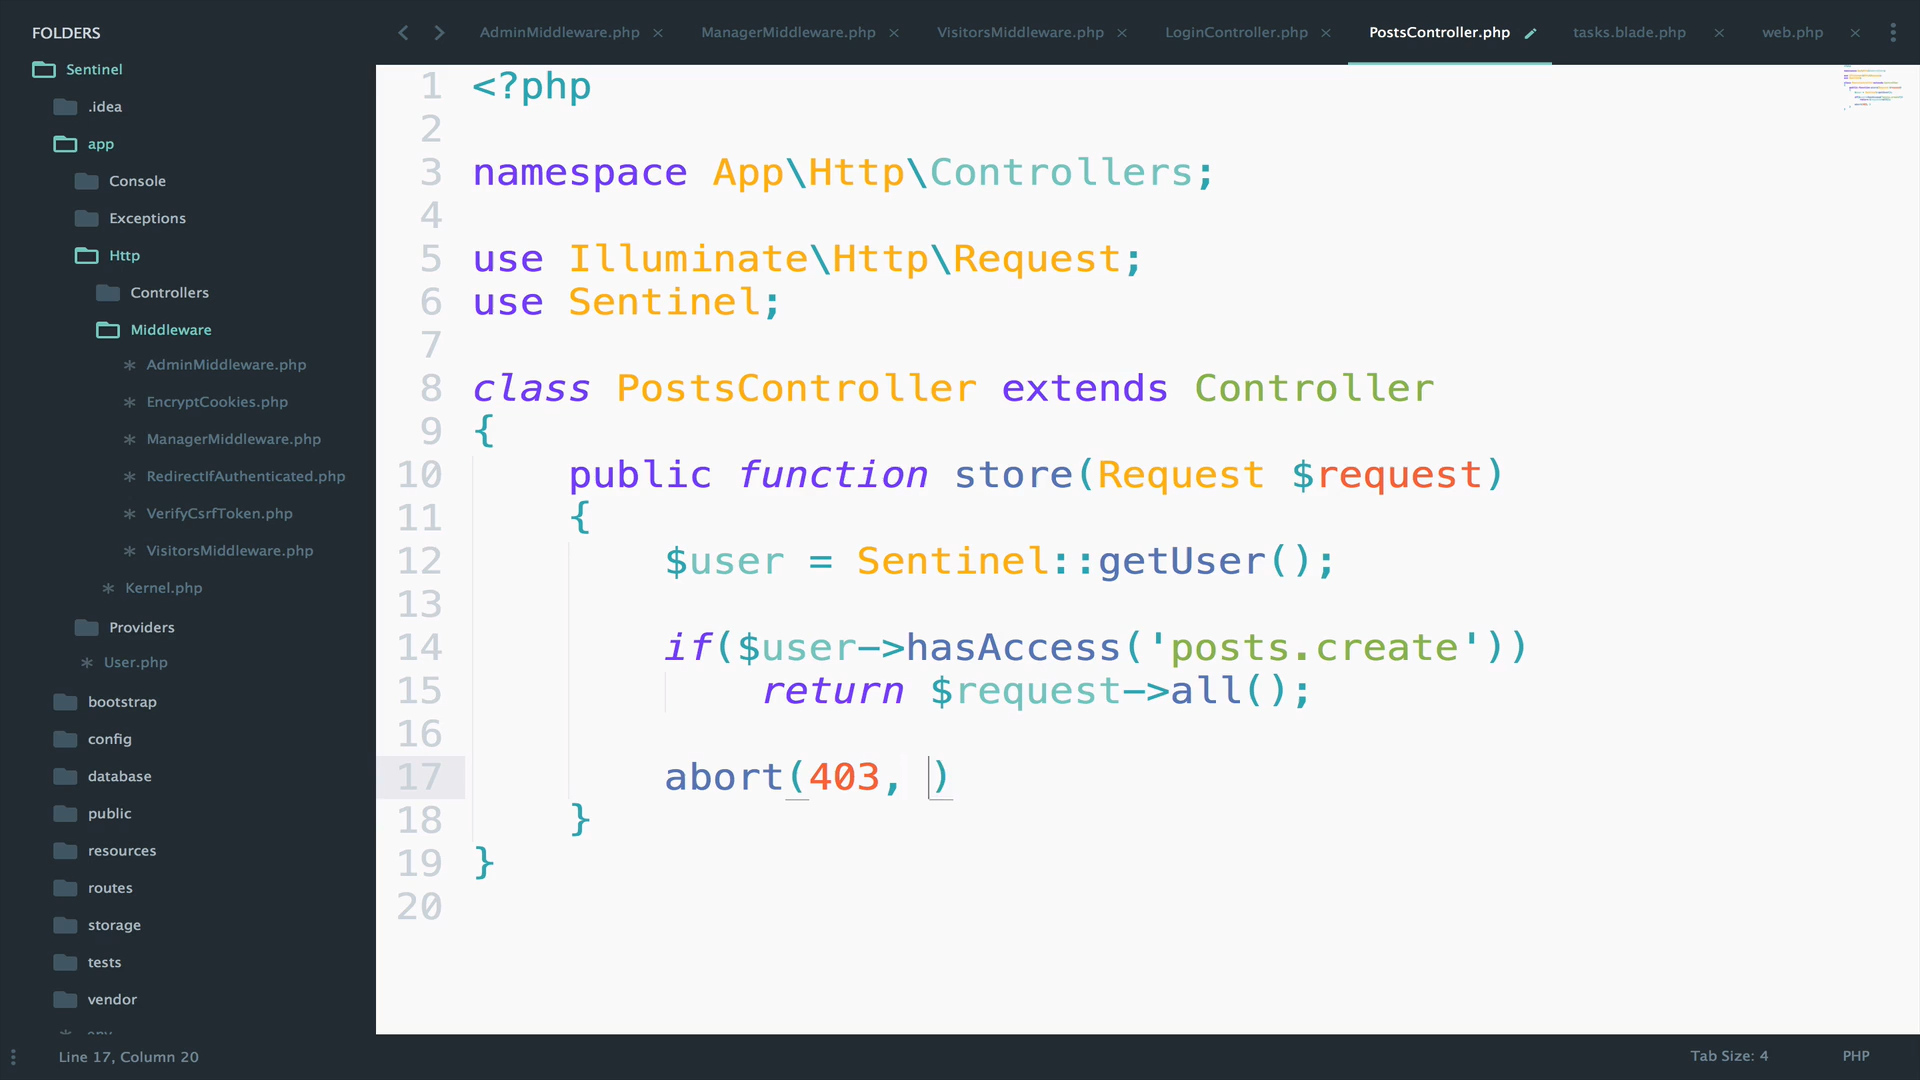 FOLDERS
Sentinel
.idea
app
Console
Exceptions
Http
Controllers
Middleware
AdminMiddleware.php
EncryptCookies.php
ManagerMiddleware.php
RedirectIfAuthenticated.php
VerifyCsrfToken.php
VisitorsMiddleware.php
Kernel.php
Providers
User.php
bootstrap
config
database
public
resources
routes
storage
tests
vendor
AdminMiddleware.php ManagerMiddleware.php VisitorsMiddleware.php LoginController.php PostsController.php tasks.blade.php web.php
1 <?php
2
3 namespace App\Http\Controllers;
4
5 use Illuminate\Http\Request;
6 use Sentinel;
7
8 class PostsController extends Controller
9 {
10 public function store(Request $request)
11 {
12 $user = Sentinel::getUser();
13
14 if($user->hasAccess('posts.create'))
15 return $request->all();
16
17 abort(403, )
18 }
19 }
20
Line 17, Column 20
Tab Size: 4 PHP